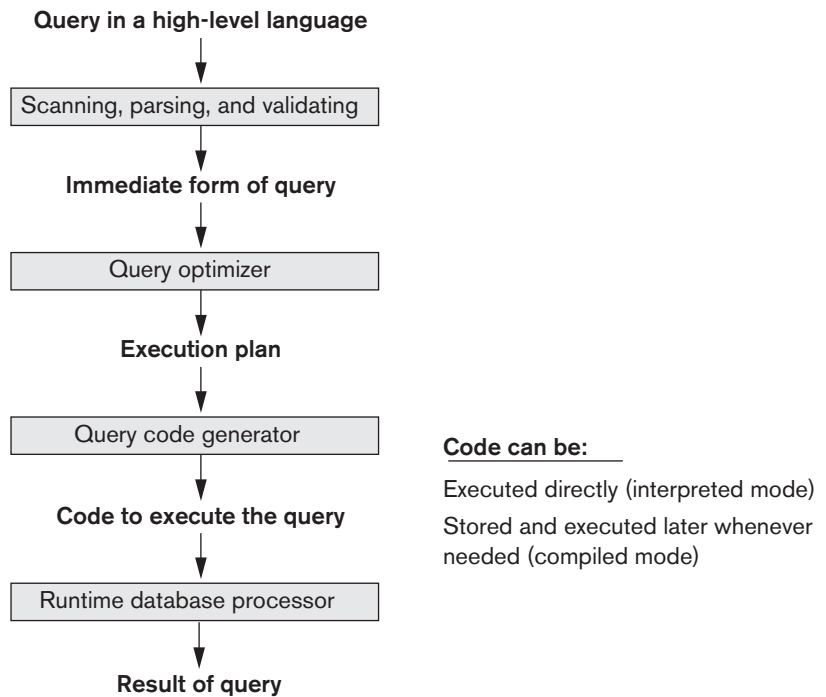 Query in a high-level language
Scanning, parsing, and validating
Immediate form of query
Query optimizer
Execution plan
Query code generator
Code to execute the query
Runtime database processor
Result of query
Code can be:
Executed directly (interpreted mode)
Stored and executed later whenever
needed (compiled mode)